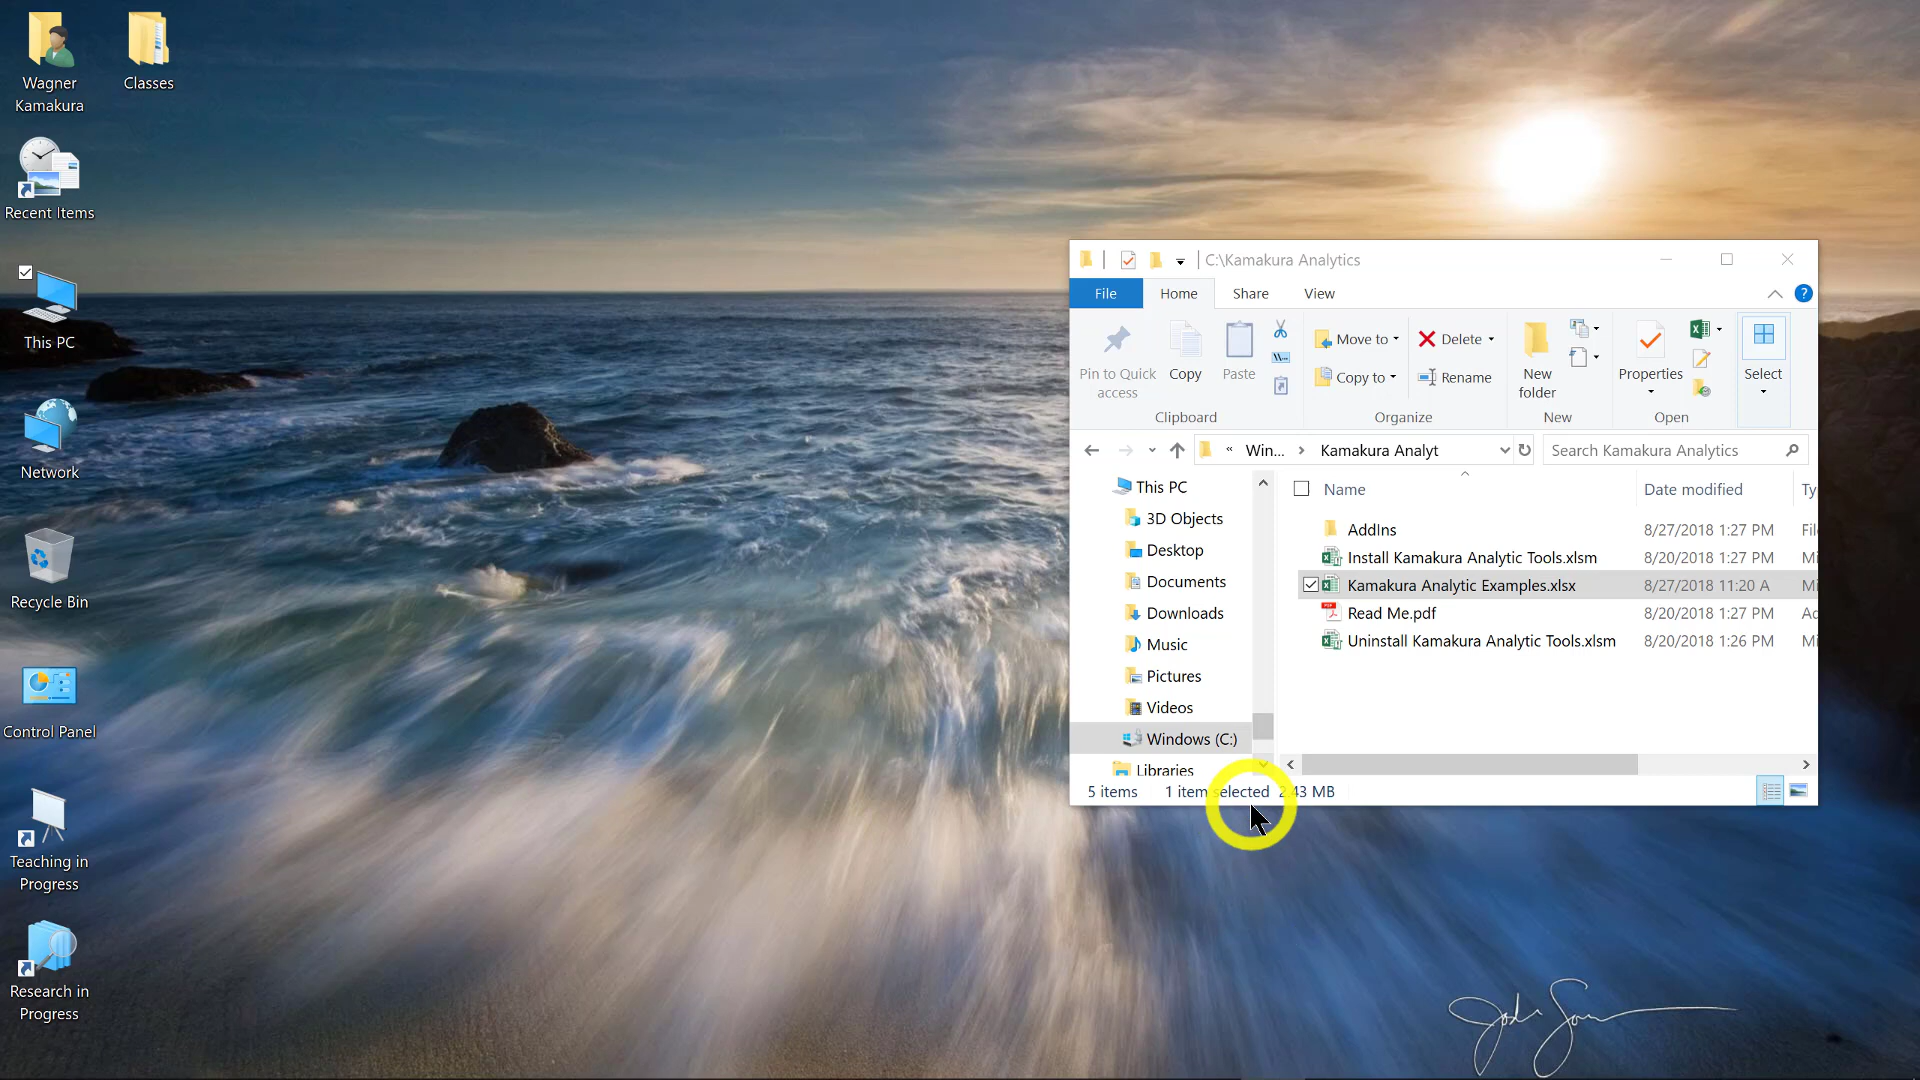 Wagner
Kamakura
Classes
Recent Items
This PC
Network
Recycle Bin
Control Panel
Teaching in
Progress
Research in
Progress
C:\Kamakura Analytics
File Home Share View
Pin to Quick
access
Copy
Paste
Move to
Copy to
Delete
Rename
New
folder
Properties
Select
Clipboard Organize New Open
« Win... Kamakura Analyt
Search Kamakura Analytics
This PC
3D Objects
Desktop
Documents
Downloads
Music
Pictures
Videos
Windows (C:)
Libraries
Name Date modified Ty
AddIns 8/27/2018 1:27 PM Fil
Install Kamakura Analytic Tools.xlsm 8/20/2018 1:27 PM Mi
Kamakura Analytic Examples.xlsx 8/27/2018 11:20 A Mi
Read Me.pdf 8/20/2018 1:27 PM Ad
Uninstall Kamakura Analytic Tools.xlsm 8/20/2018 1:26 PM Mi
5 items 1 item selected 2.43 MB